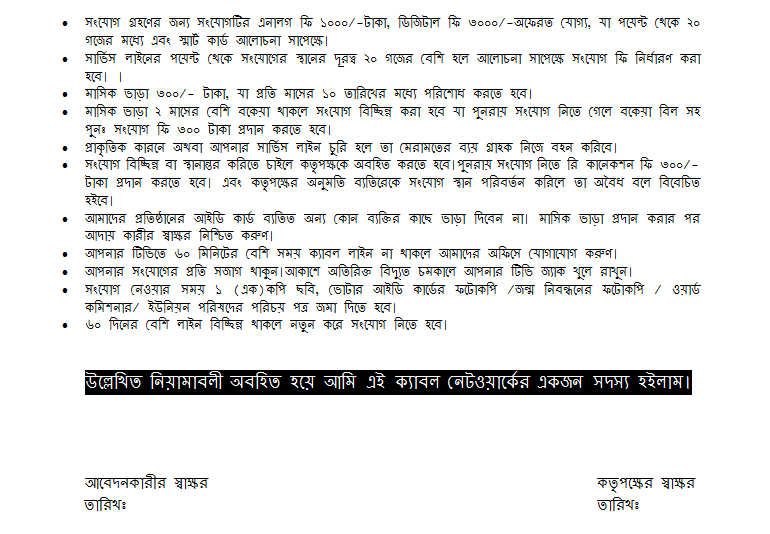 • সংযোগ গ্রহণের জন্য সংযোগটির এনালগ ফি ১০০০/-টাকা, ডিজিটাল ফি ৩০০০/-অফেরত যোগ্য, যা পয়েন্ট থেকে ২০
গজের মধ্যে এবং স্মার্ট কার্ড আলোচনা সাপেক্ষে।
• সার্ভিস লাইনের পয়েন্ট থেকে সংযোগের স্থানের দূরত্ব ২০ গজের বেশি হলে আলোচনা সাপেক্ষে সংযোগ ফি নির্ধারণ করা
হবে। ।
• মাসিক ভাড়া ৩০০/- টাকা, যা প্রতি মাসের ১০ তারিখের মধ্যে পরিশোধ করতে হবে।
• মাসিক ভাড়া ২ মাসের বেশি বকেয়া থাকলে সংযোগ বিচ্ছিন্ন করা হবে যা পুনরায় সংযোগ নিতে গেলে বকেয়া বিল সহ
পুনঃ সংযোগ ফি ৩০০ টাকা প্রদান করতে হবে।
• প্রাকৃতিক কারনে অথবা আপনার সার্ভিস লাইন চুরি হলে তা মেরামতের ব্যয় গ্রাহক নিজে বহন করিবে।
• সংযোগ বিচ্ছিন্ন বা স্থানান্তর করিতে চাইলে কতৃপক্ষকে অবহিত করতে হবে।পুনরায় সংযোগ নিতে রি কানেকশন ফি ৩০০/-
টাকা প্রদান করতে হবে। এবং কতৃপক্ষের অনুমতি ব্যতিরেকে সংযোগ স্থান পরিবর্তন করিলে তা অবৈধ বলে বিবেচিত
হইবে।
• আমাদের প্রতিষ্ঠানের আইডি কার্ড ব্যতিত অন্য কোন ব্যক্তির কাছে ভাড়া দিবেন না। মাসিক ভাড়া প্রদান করার পর
আদায় কারীর স্বাক্ষর নিশ্চিত করুণ।
• আপনার টিভিতে ৬০ মিনিটের বেশি সময় ক্যাবল লাইন না থাকলে আমাদের অফিসে যোগাযোগ করুণ।
• আপনার সংযোগের প্রতি সজাগ থাকুন।আকাশে অতিরিক্ত বিদ্যুত চমকালে আপনার টিভি জ্যাক খুলে রাখুন।
• সংযোগ নেওয়ার সময় ১ (এক)কপি ছবি, ভোটার আইডি কার্ডের ফটোকপি /জন্ম নিবন্ধনের ফটোকপি / ওয়ার্ড
কমিশনার/ ইউনিয়ন পরিষদের পরিচয় পত্র জমা দিতে হবে।
• ৬০ দিনের বেশি লাইন বিচ্ছিন্ন থাকলে নতুন করে সংযোগ নিতে হবে।
উল্লেখিত নিয়ামাবলী অবহিত হয়ে আমি এই ক্যাবল নেটওয়ার্কের একজন সদস্য হইলাম।
আবেদনকারীর স্বাক্ষর কতৃপক্ষের স্বাক্ষর
তারিখঃ তারিখঃ